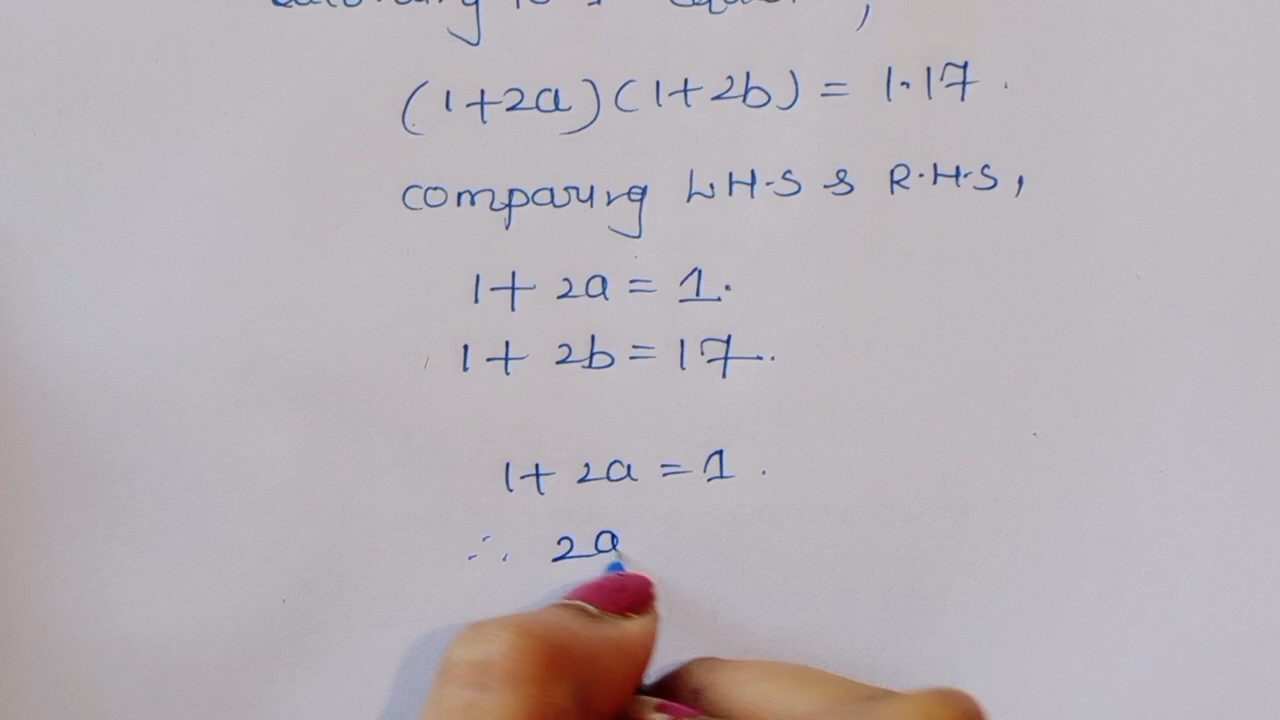 (1+2a)(1+2b) = 1.17.
comparing L.H.S & R.H.S,
1+ 2a = 1.
1+ 2b = 17.
1+ 2a = 1.
∴ 2a